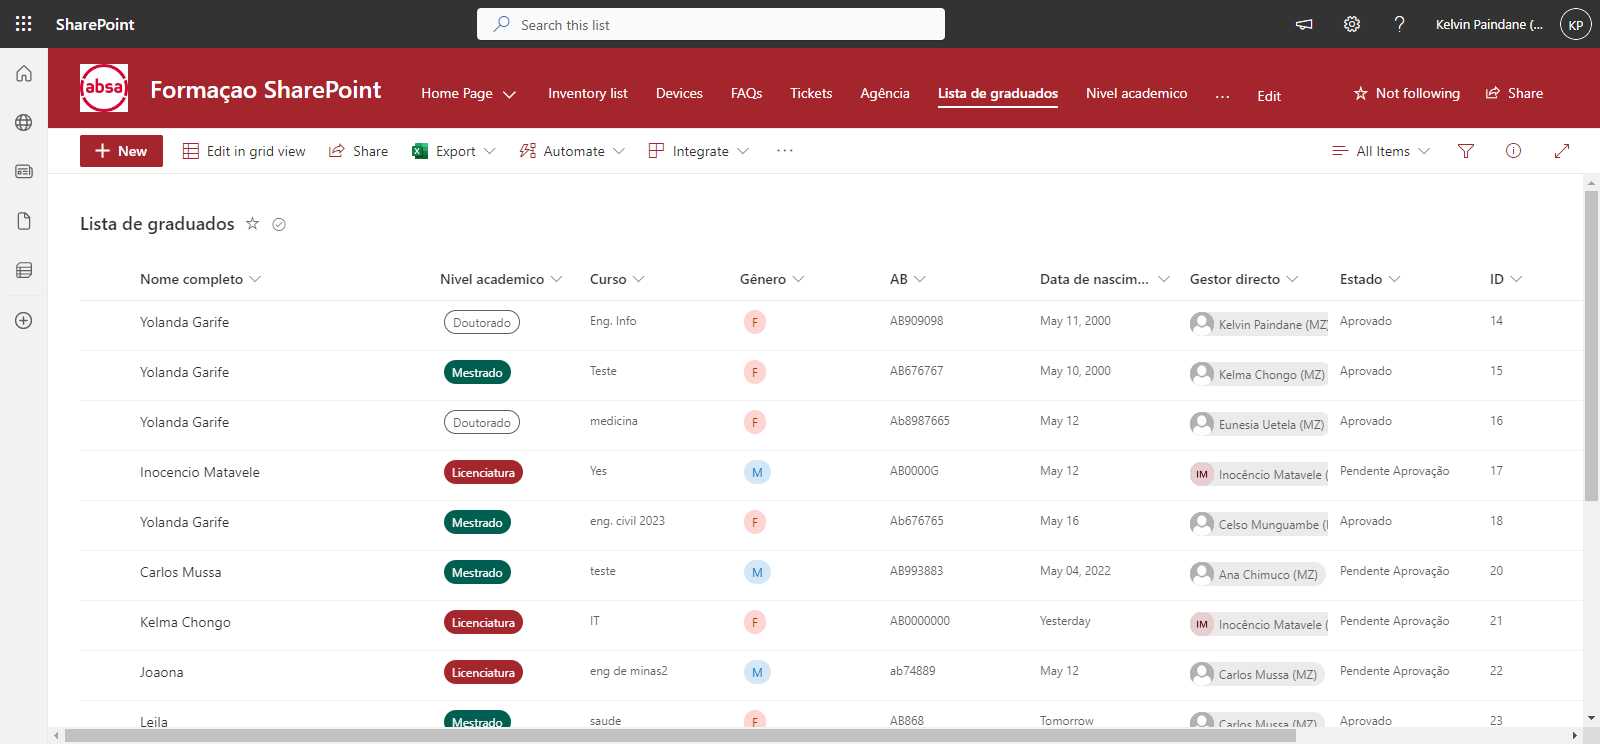 SharePoint
Search this list
Kelvin Paindane (...
KP
absa
Formaçao SharePoint
Home Page
Inventory list
Devices
FAQs
Tickets
Agência
Lista de graduados
Nivel academico
...
Edit
Not following
Share
New
Edit in grid view
Share
Export
Automate
Integrate
...
All Items
Lista de graduados
Nome completo Nivel academico Curso Gênero AB Data de nascim... Gestor directo Estado ID
Yolanda Garife Doutorado Eng. Info F AB909098 May 11, 2000 Kelvin Paindane (MZ) Aprovado 14
Yolanda Garife Mestrado Teste F AB676767 May 10, 2000 Kelma Chongo (MZ) Aprovado 15
Yolanda Garife Doutorado medicina F Ab8987665 May 12 Eunesia Uetela (MZ) Aprovado 16
Inocencio Matavele Licenciatura Yes M AB0000G May 12 IM Inocêncio Matavele ( Pendente Aprovação 17
Yolanda Garife Mestrado eng. civil 2023 F Ab676765 May 16 Celso Munguambe ( Aprovado 18
Carlos Mussa Mestrado teste M AB993883 May 04, 2022 Ana Chimuco (MZ) Pendente Aprovação 20
Kelma Chongo Licenciatura IT F AB0000000 Yesterday IM Inocêncio Matavele ( Pendente Aprovação 21
Joaona Licenciatura eng de minas2 M ab74889 May 12 Carlos Mussa (MZ) Pendente Aprovação 22
Leila Mestrado saude F AB868 Tomorrow Carlos Mussa (MZ) Aprovado 23